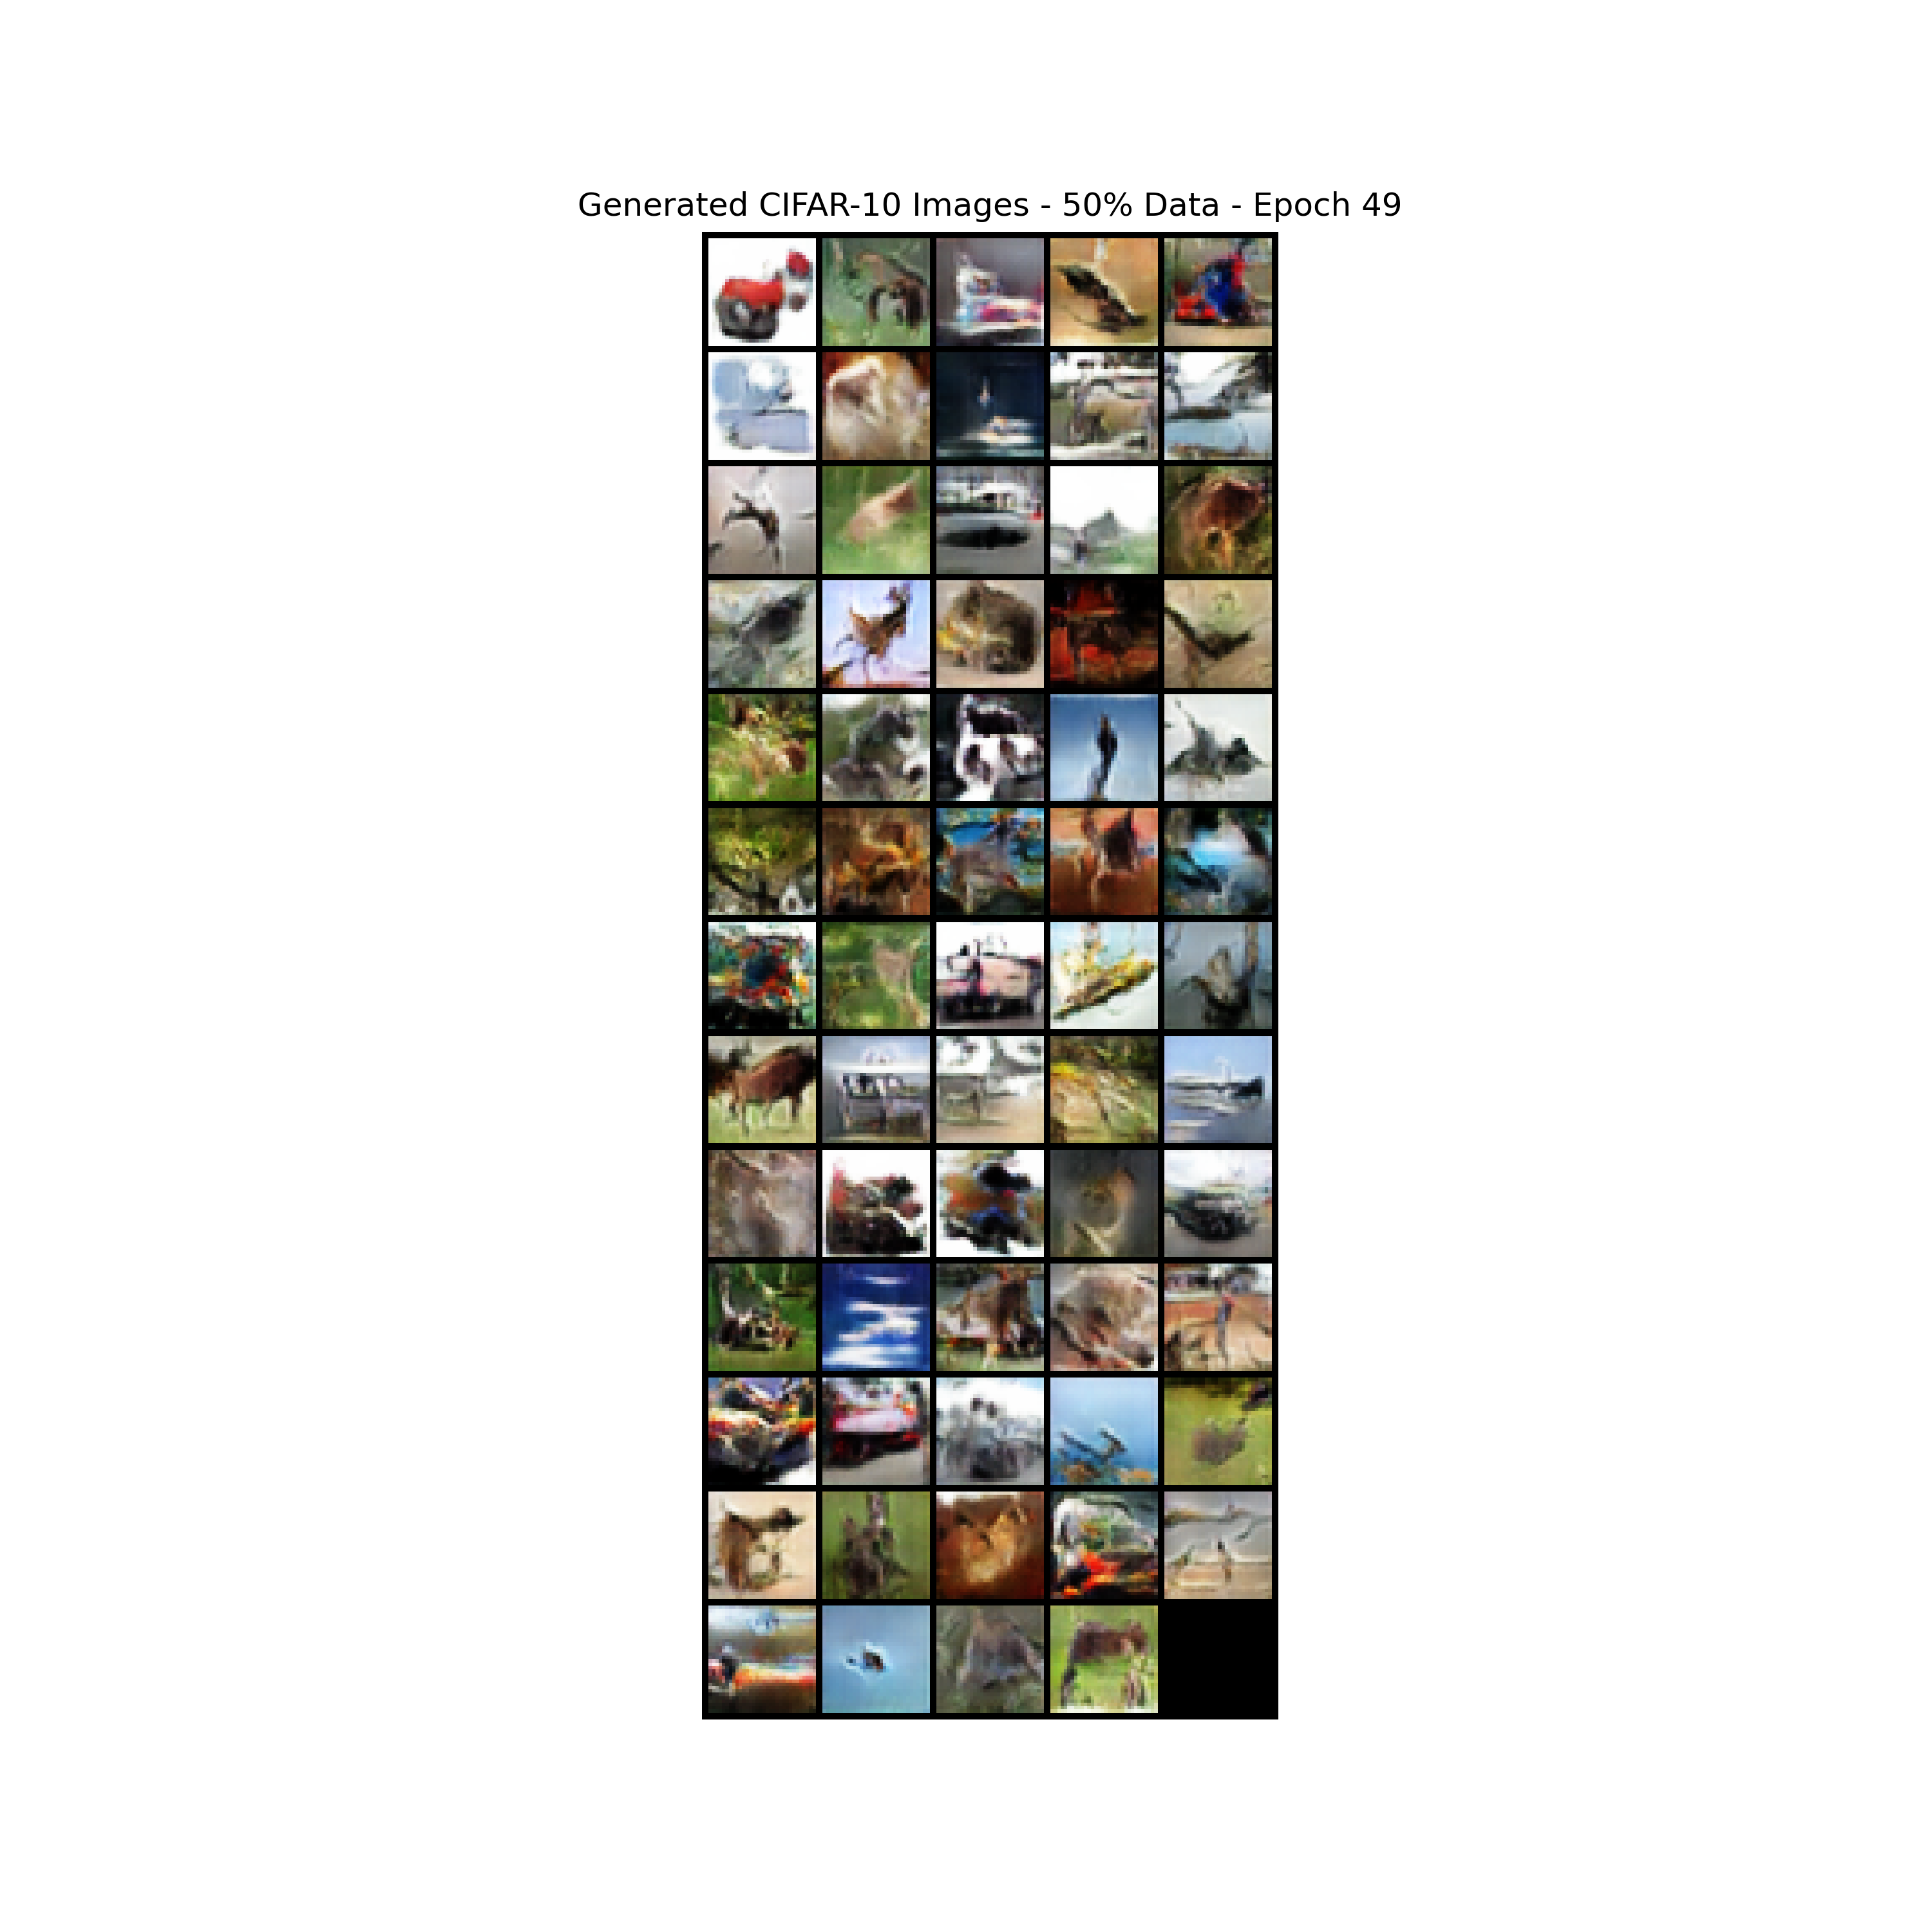 Generated CIFAR-10 Images - 50% Data - Epoch 49